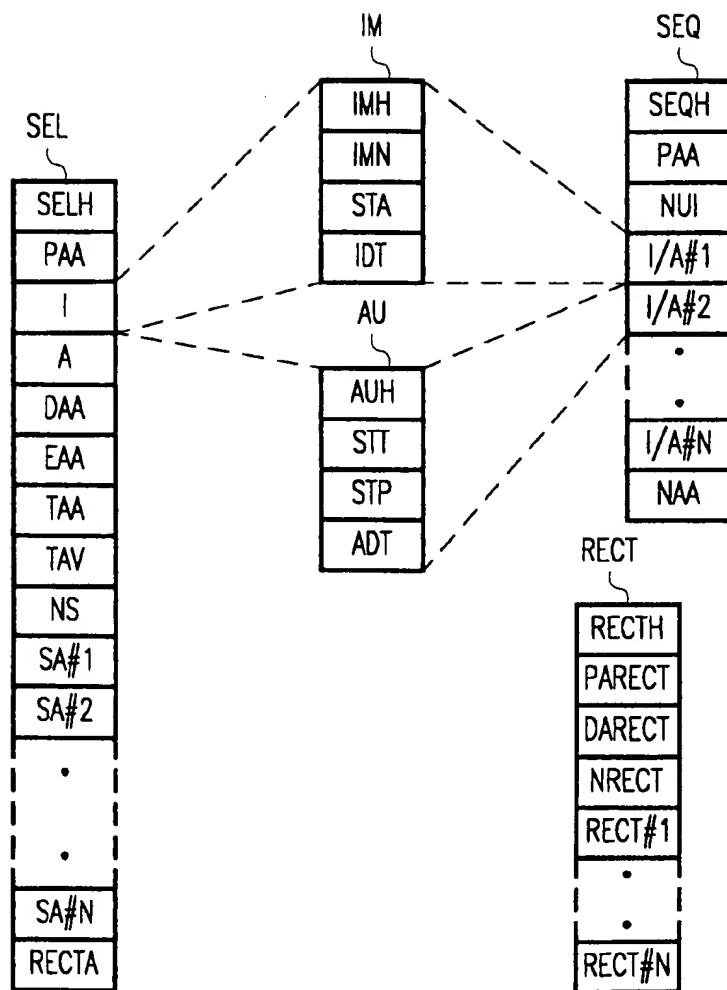 SEL
SELH
PAA
I
A
DAA
EAA
TAA
TAV
NS
SA#1
SA#2
SA#N
RECTA
IM
IMH
IMN
STA
IDT
AU
AUH
STT
STP
ADT
SEQ
SEQH
PAA
NUI
I/A#1
I/A#2
I/A#N
NAA
RECT
RECTH
PARECT
DARECT
NRECT
RECT#1
RECT#N